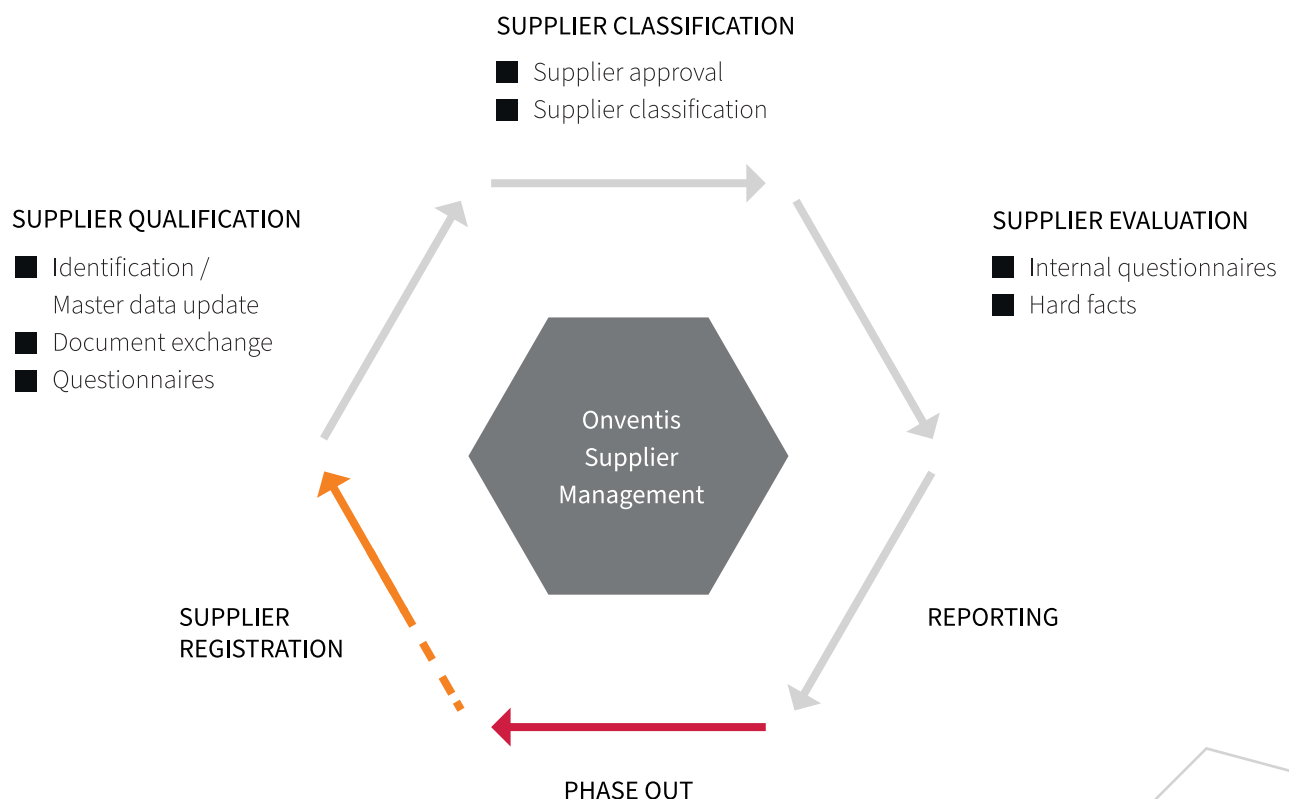 SUPPLIER CLASSIFICATION
Supplier approval
Supplier classification
SUPPLIER QUALIFICATION
Identification /
Master data update
Document exchange
Questionnaires
SUPPLIER EVALUATION
Internal questionnaires
Hard facts
Onventis
Supplier
Management
SUPPLIER
REGISTRATION
REPORTING
PHASE OUT